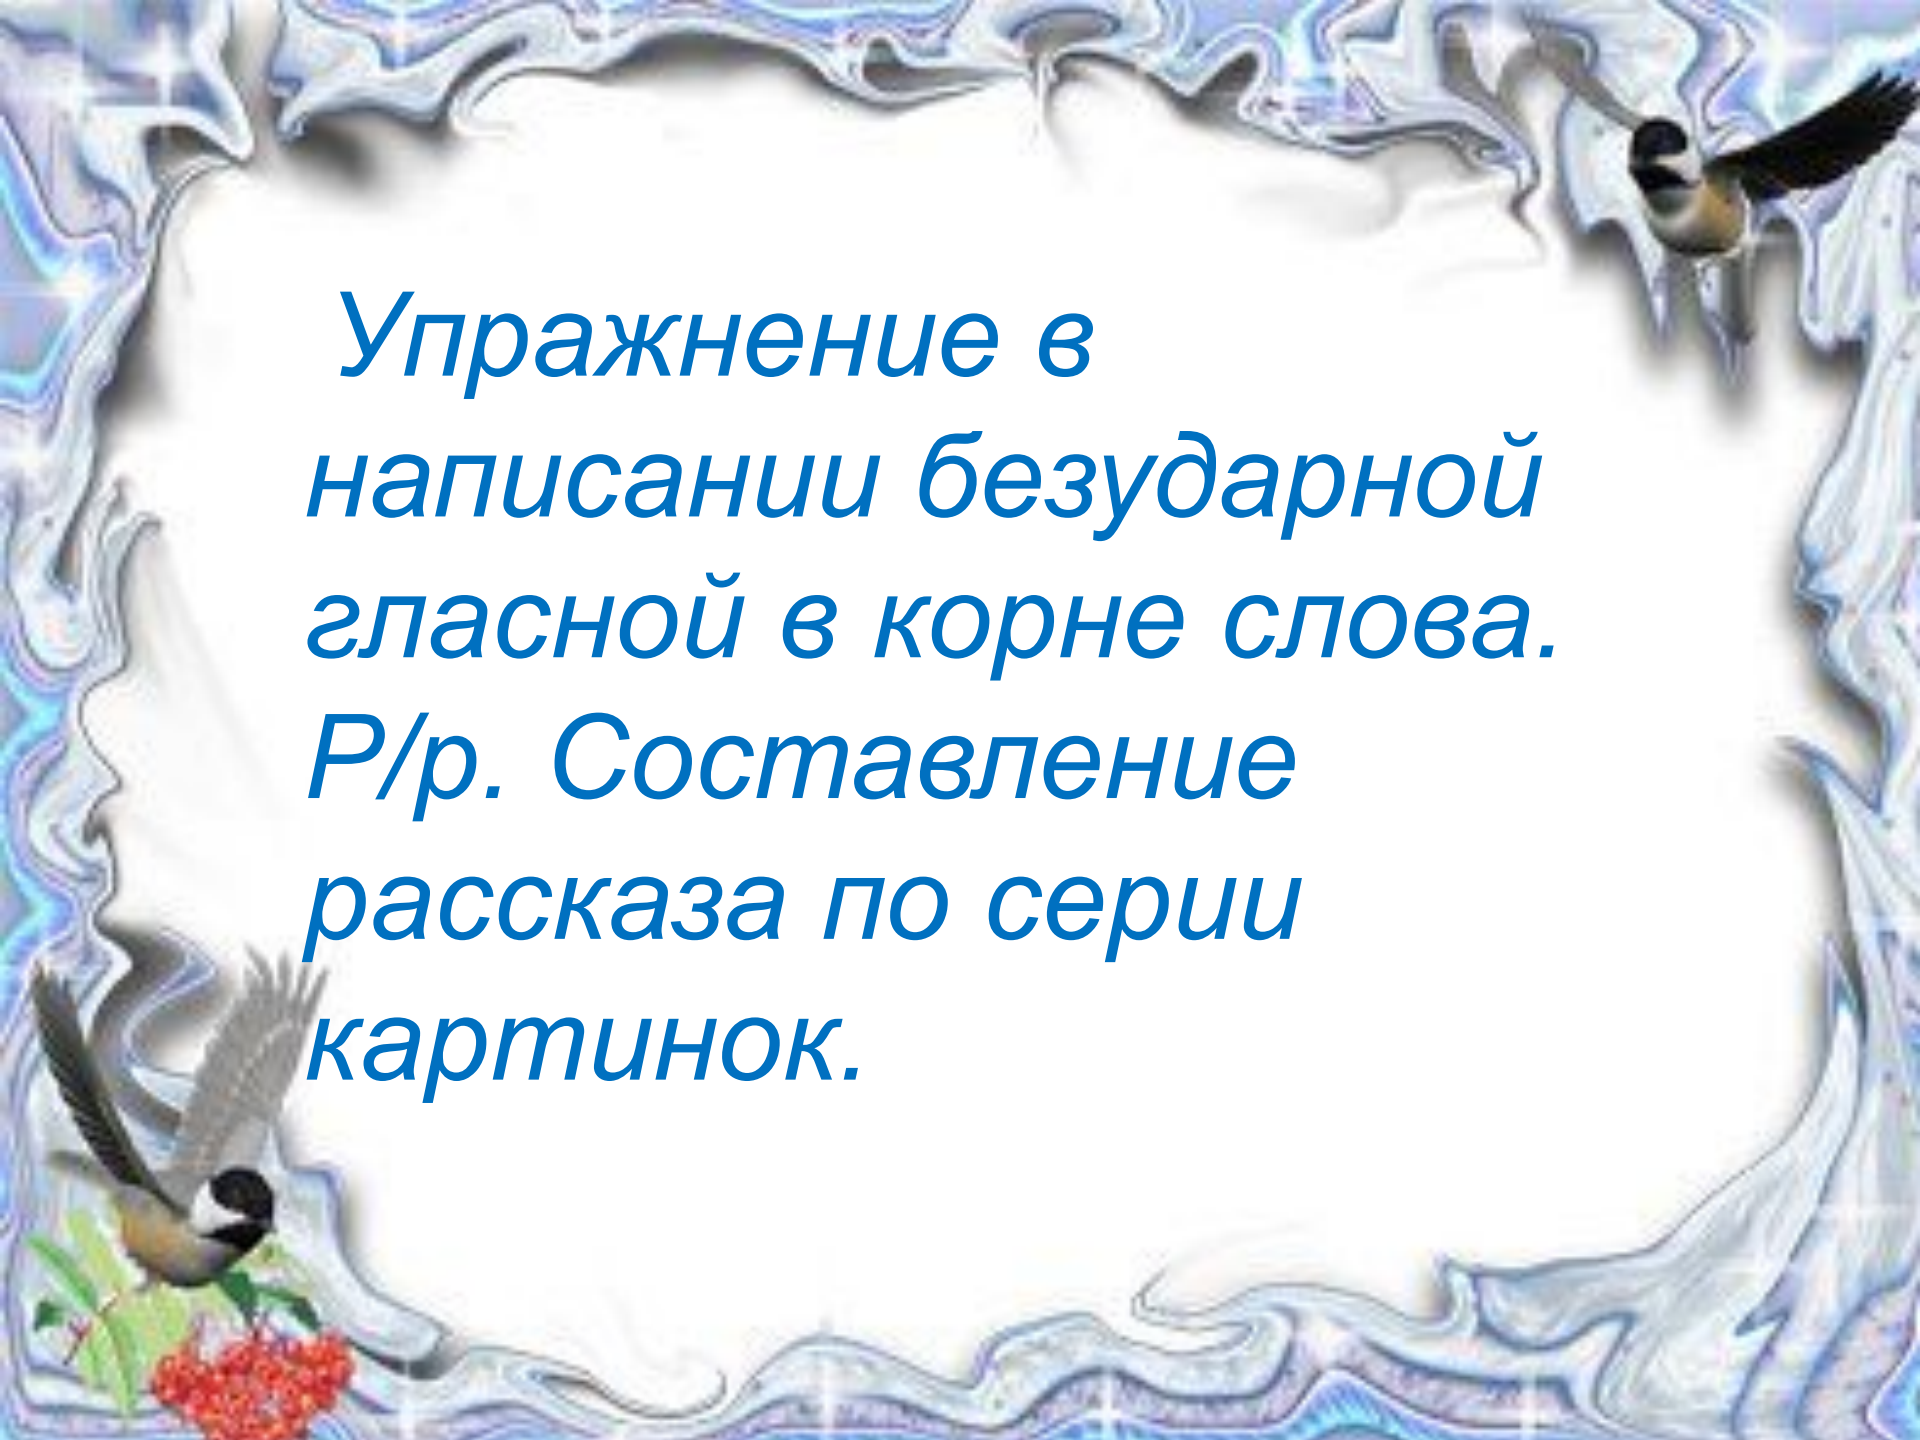 Упражнение в
написании безударной
гласной в корне слова.
Р/р. Составление
рассказа по серии
картинок.